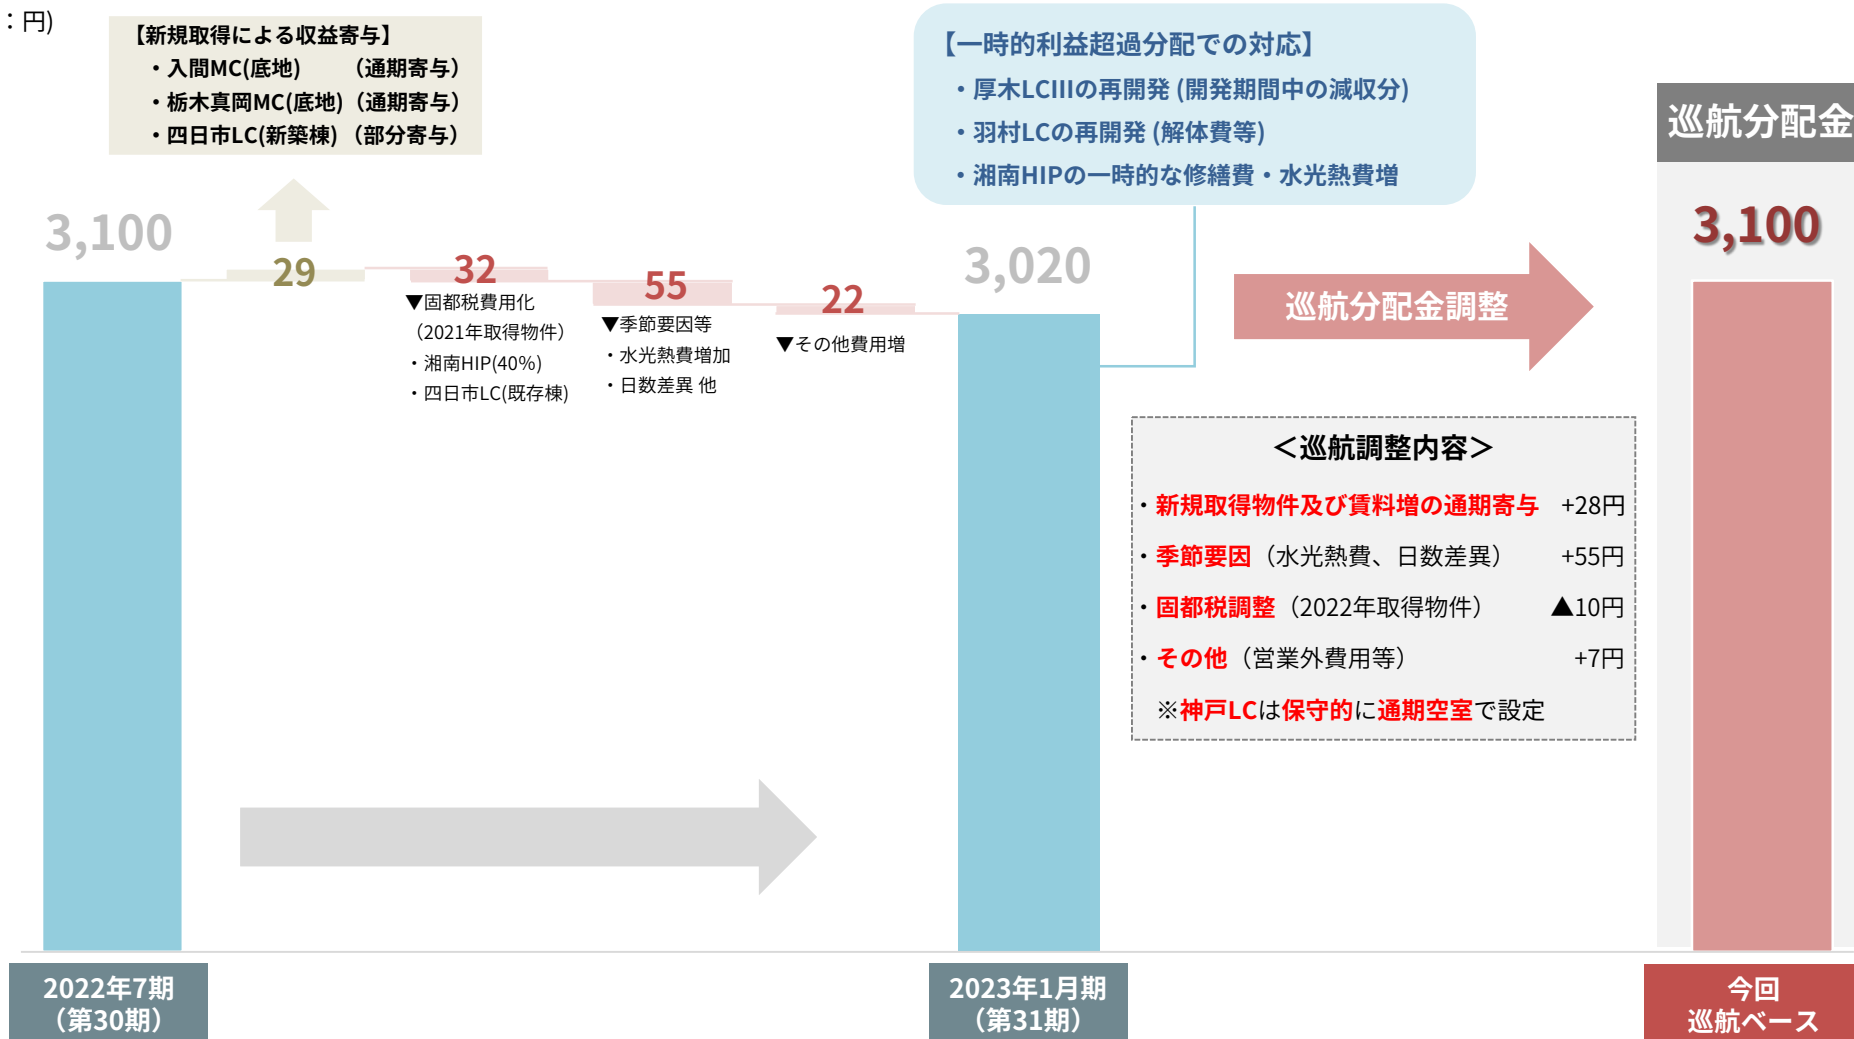 ：円)
【新規取得による収益寄与】
・入間MC(底地)　　（通期寄与）
・栃木真岡MC(底地)（通期寄与）
・四日市LC(新築棟)（部分寄与）
【一時的利益超過分配での対応】
・厚木LCIIIの再開発 (開発期間中の減収分)
・羽村LCの再開発 (解体費等)
・湘南HIPの一時的な修繕費・水光熱費増
巡航分配金
3,100
29
32
▼固都税費用化
（2021年取得物件）
・湘南HIP(40%)
・四日市LC(既存棟)
55
▼季節要因等
・水光熱費増加
・日数差異 他
22
▼その他費用増
3,020
巡航分配金調整
3,100
＜巡航調整内容＞
・新規取得物件及び賃料増の通期寄与　+28円
・季節要因（水光熱費、日数差異）　+55円
・固都税調整（2022年取得物件）　▲10円
・その他（営業外費用等）　+7円
※神戸LCは保守的に通期空室で設定
2022年7期
（第30期）
2023年1月期
（第31期）
今回
巡航ベース